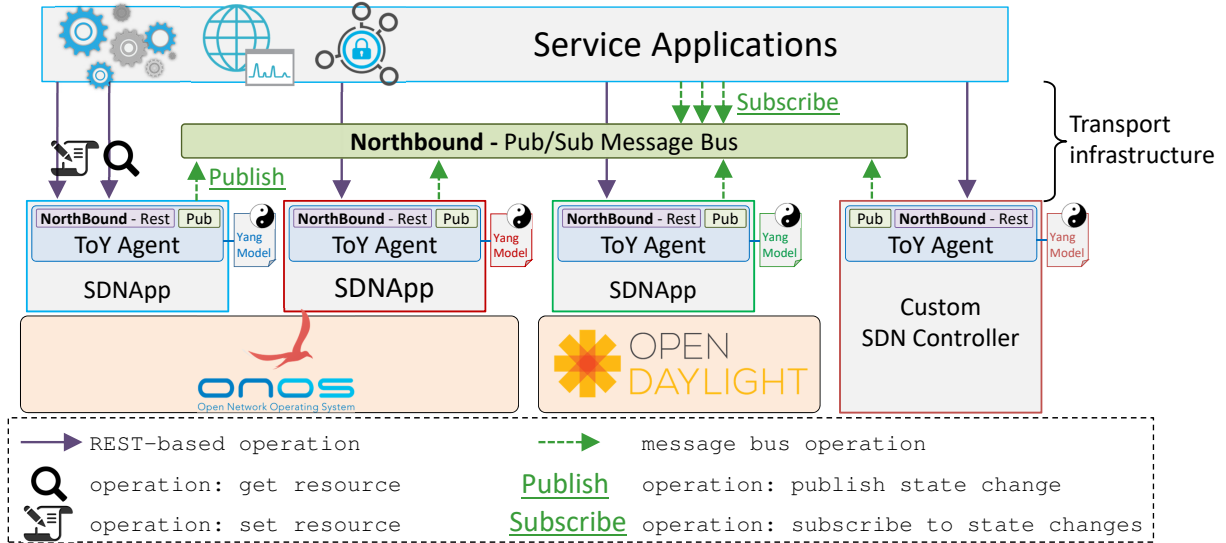 Service Applications
Subscribe
Northbound - Pub/Sub Message Bus
Transport
infrastructure
Publish
NorthBound - Rest
Pub
ToY Agent
Yang
Model
SDNApp
NorthBound - Rest
Pub
ToY Agent
Yang
Model
SDNApp
NorthBound - Rest
Pub
ToY Agent
Yang
Model
SDNApp
Pub
NorthBound - Rest
ToY Agent
Yang
Model
Custom
SDN Controller
onos
Open Network Operating System
OPEN
DAYLIGHT
REST-based operation
message bus operation
operation: get resource
Publish operation: publish state change
operation: set resource
Subscribe operation: subscribe to state changes